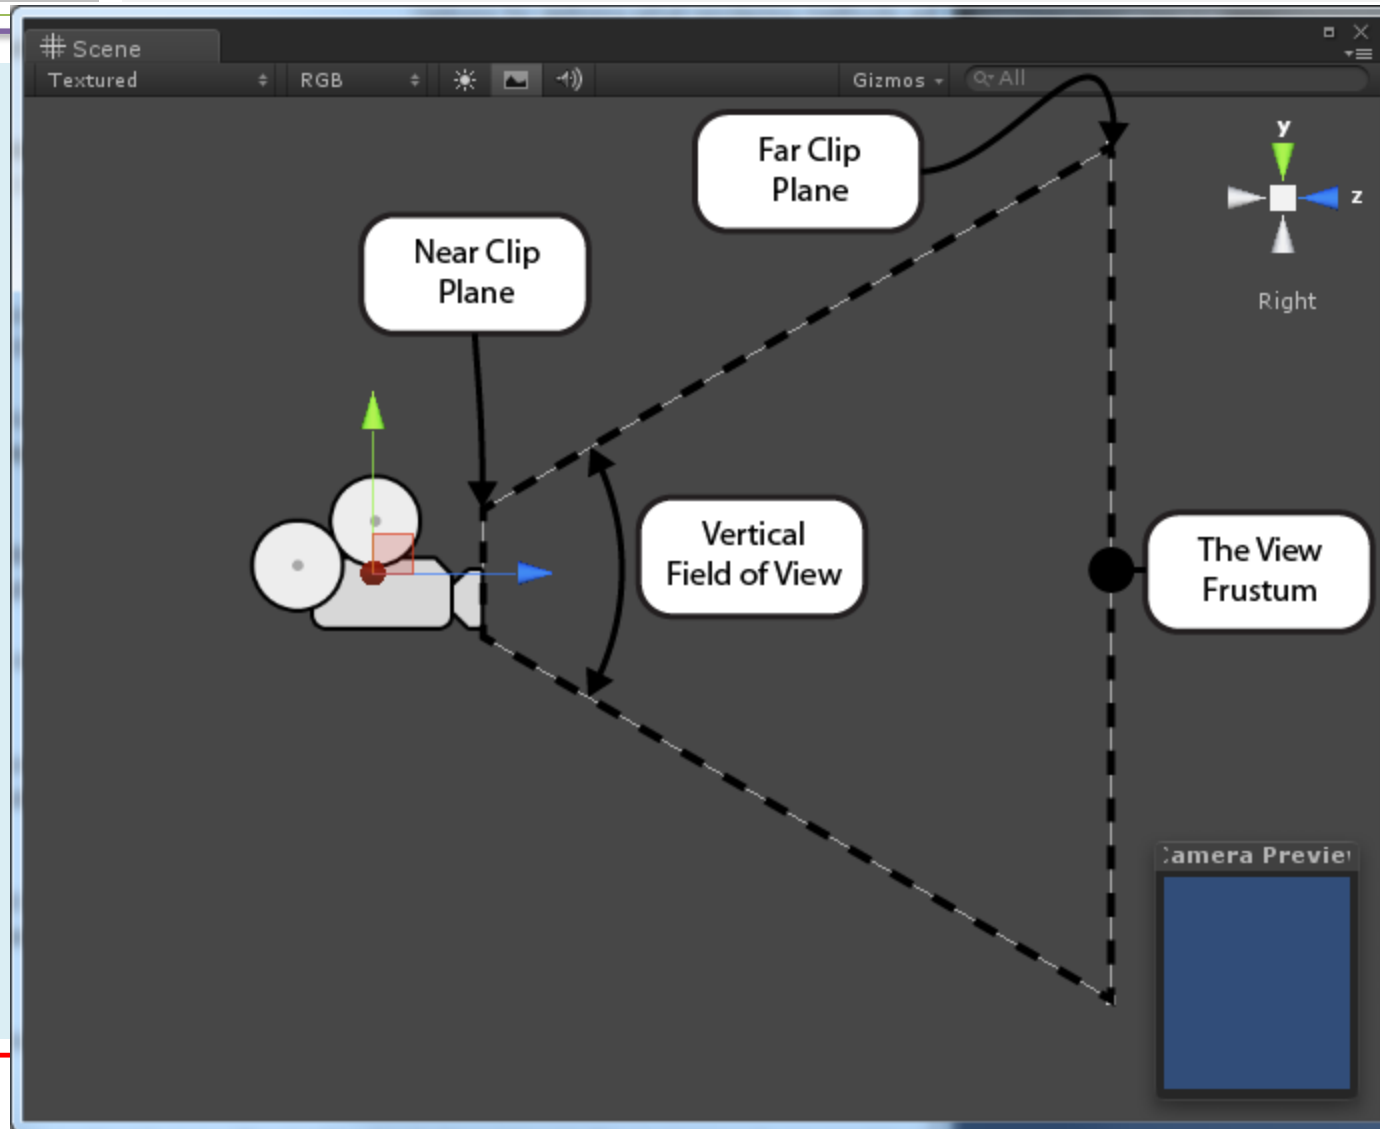 Scene
Textured
RGB
Gizmos
All
Far Clip
Plane
y
z
Right
Near Clip
Plane
Vertical
Field of View
The View
Frustum
amera Previe